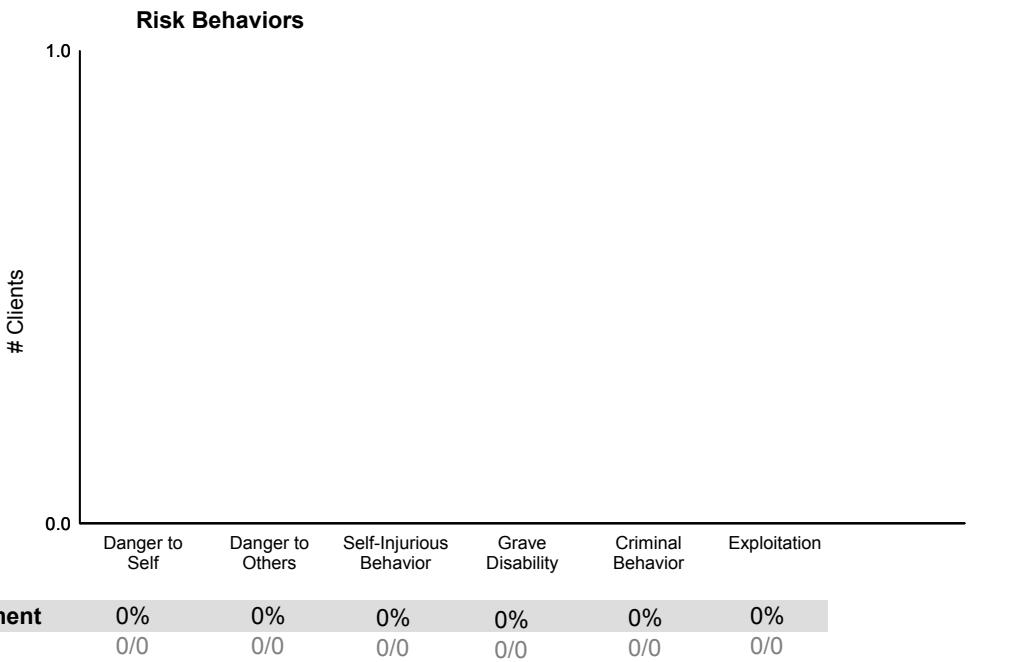 Risk Behaviors
1.0
# Clients
0.0
Danger to Self
Danger to Others
Self-Injurious Behavior
Grave Disability
Criminal Behavior
Exploitation
0% 0% 0% 0% 0% 0%
0/0 0/0 0/0 0/0 0/0 0/0